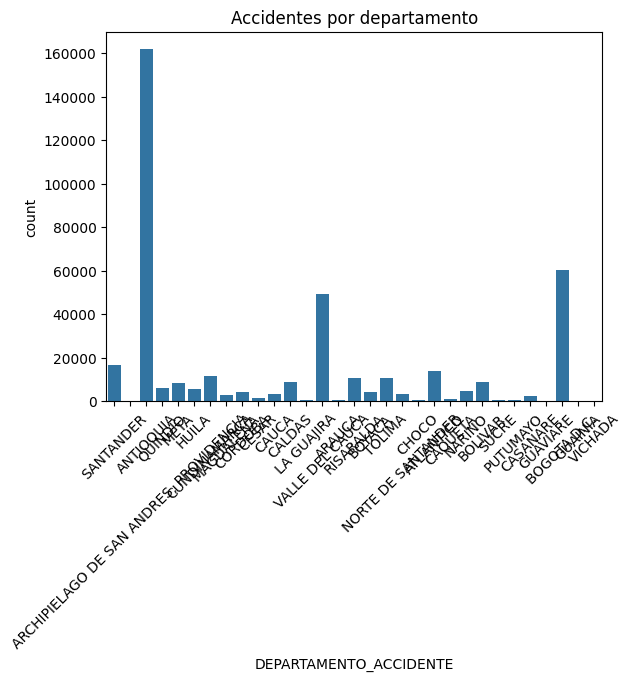 Accidentes por departamento
160000
140000
120000
100000
80000
60000
40000
20000
0
count
SANTANDER
ARCHIPIELAGO DE SAN ANDRES, PROVIDENCIA
ANTIOQUIA
QUINDIO
META
HUILA
CUNDINAMARCA
MAGDALENA
CORDOBA
CESAR
CAUCA
CALDAS
LA GUAJIRA
VALLE DEL CAUCA
ARAUCA
RISARALDA
BOYACA
TOLIMA
CHOCO
NORTE DE SANTANDER
ATLANTICO
CAQUETA
NARIÑO
BOLIVAR
SUCRE
PUTUMAYO
CASANARE
GUAVIARE
GUAINIA
VICHADA
DEPARTAMENTO_ACCIDENTE